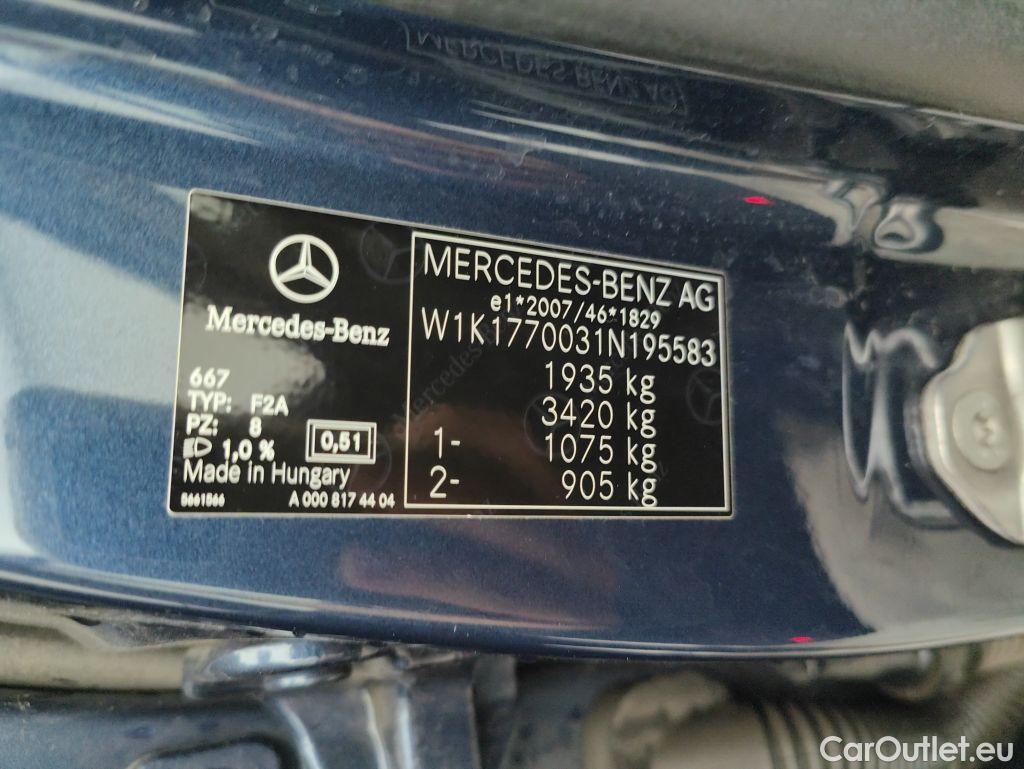 MERCEDES BENZ AG
Mercedes-Benz
667
TYP: F2A
PZ: 8
1,0 %
0,51
Made in Hungary
A 000 817 44 04
MERCEDES-BENZ AG
e1*2007/46*1829
W1K1770031N195583
1935 kg
3420 kg
1- 1075 kg
2- 905 kg
CarOutlet.eu